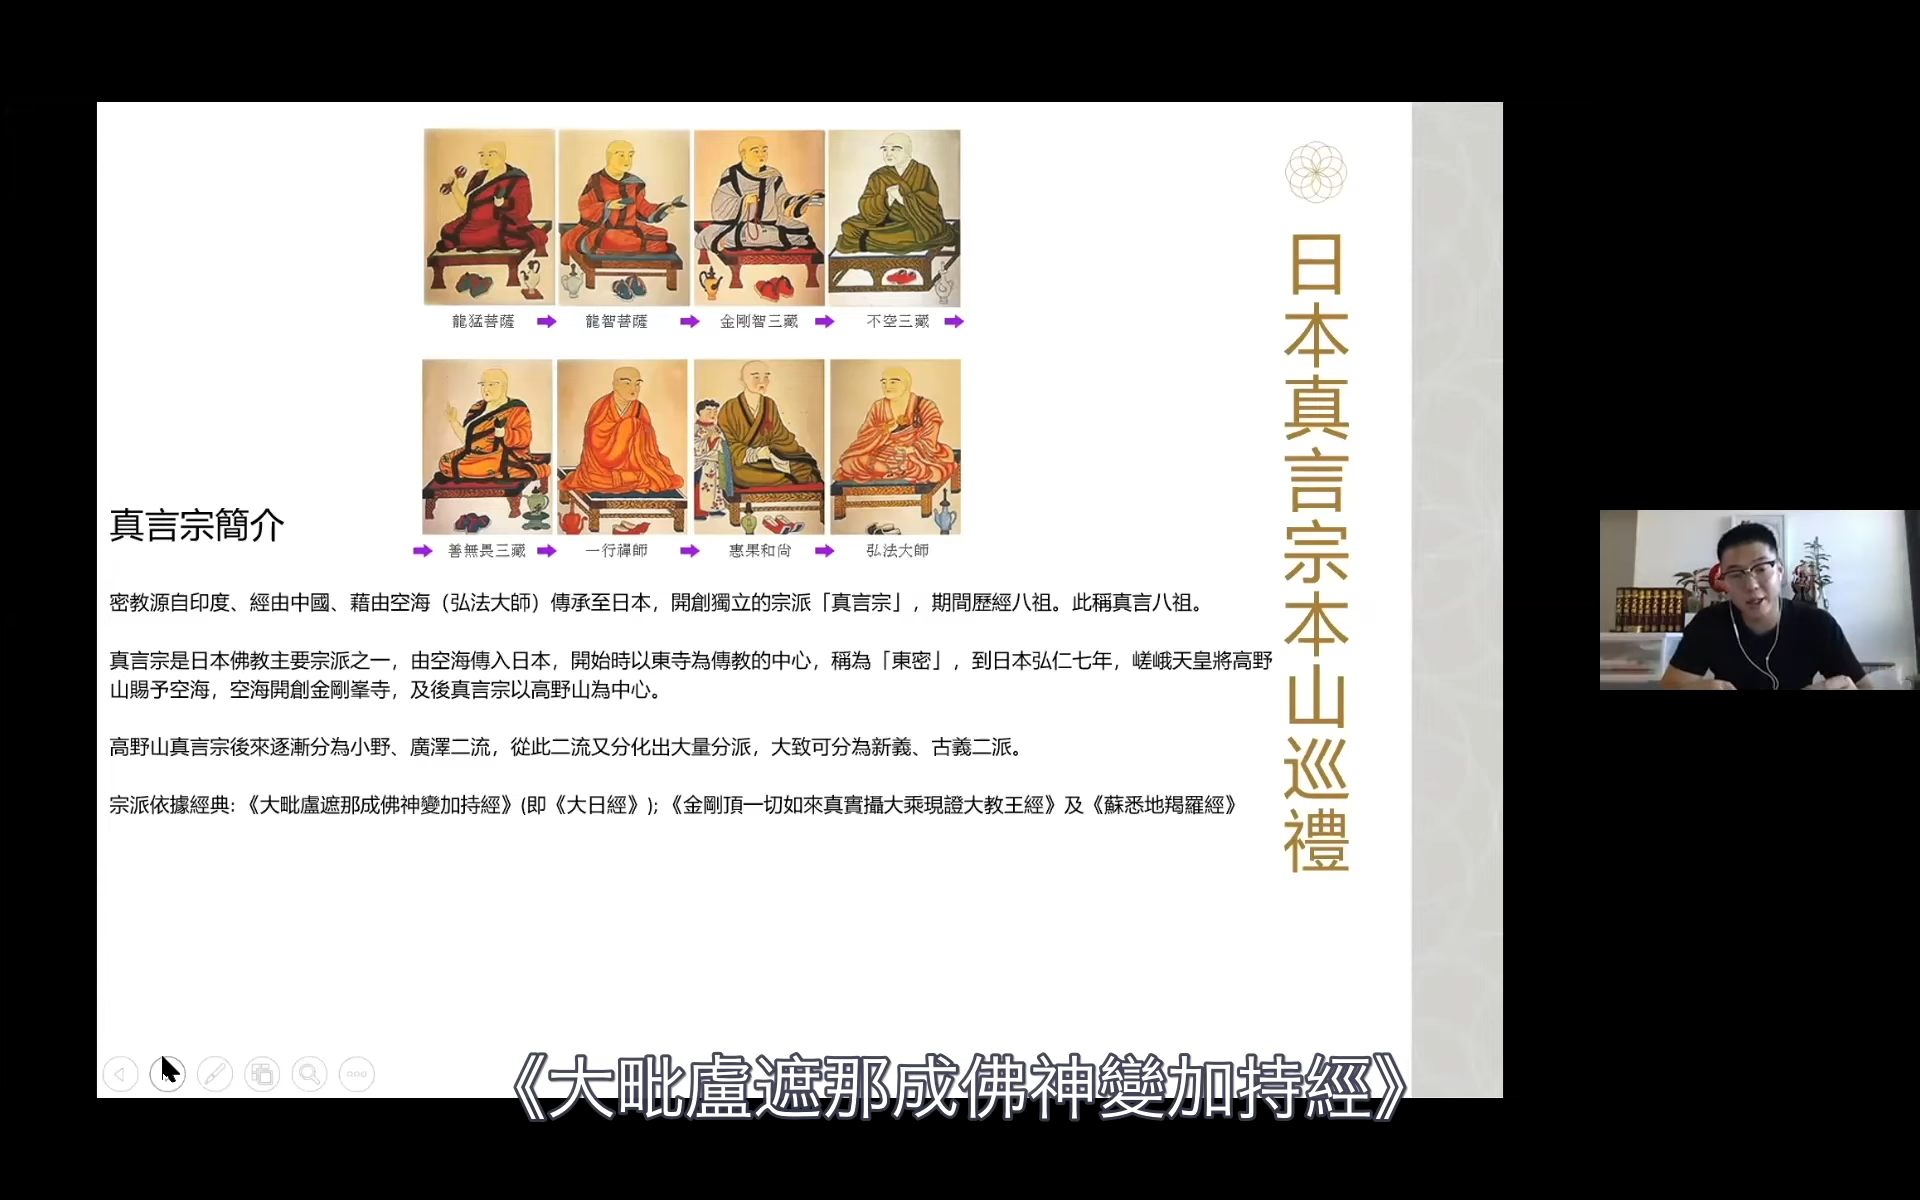 龍猛菩薩 龍智菩薩 金剛智三藏 不空三藏
善無畏三藏 一行禪師 惠果和尚 弘法大師
真言宗簡介
密教源自印度、經由中國、藉由空海（弘法大師）傳承至日本，開創獨立的宗派「真言宗」，期間歷經八祖。此稱真言八祖。
真言宗是日本佛教主要宗派之一，由空海傳入日本，開始時以東寺為傳教的中心，稱為「東密」，到日本弘仁七年，嵯峨天皇將高野
山賜予空海，空海開創金剛峯寺，及後真言宗以高野山為中心。
高野山真言宗後來逐漸分為小野、廣澤二流，從此二流又分化出大量分派，大致可分為新義、古義二派。
宗派依據經典:《大毗盧遮那成佛神變加持經》(即《大日經》);《金剛頂一切如來真實攝大乘現證大教王經》及《蘇悉地羯羅經》
日本真言宗本山巡禮
《大毗盧遮那成佛神變加持經》